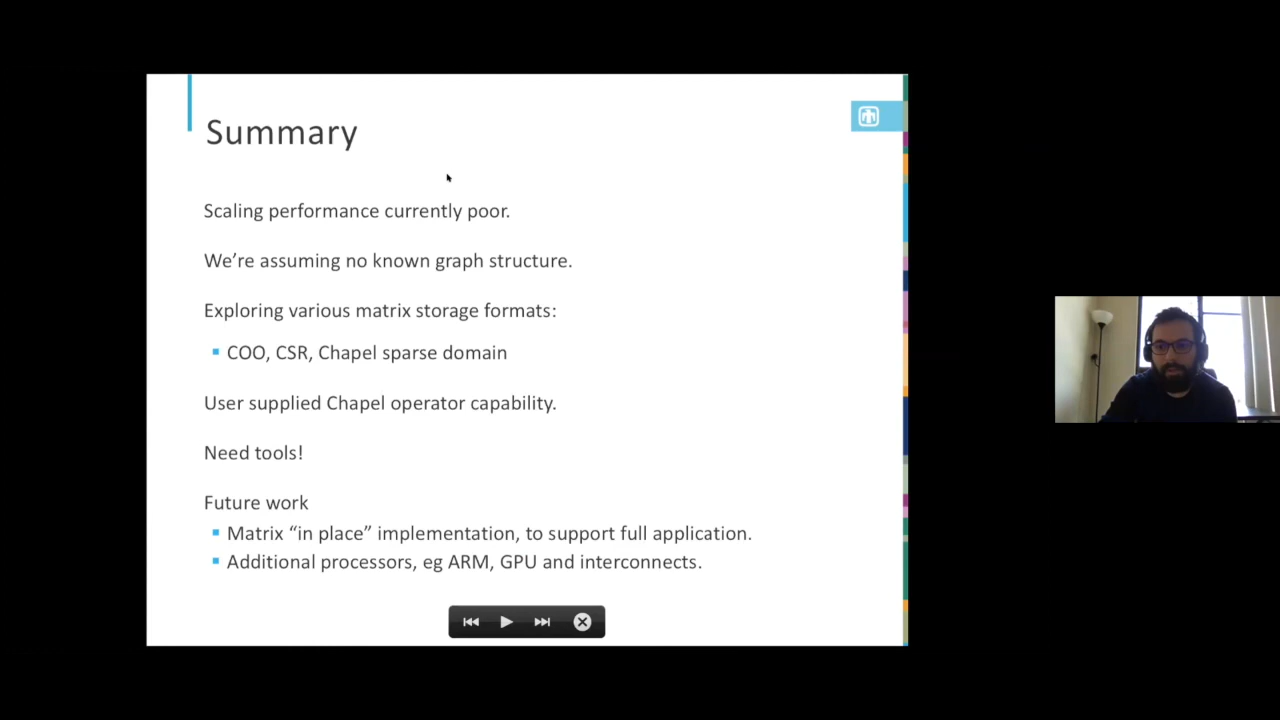 Summary
Scaling performance currently poor.
We're assuming no known graph structure.
Exploring various matrix storage formats:
COO, CSR, Chapel sparse domain
User supplied Chapel operator capability.
Need tools!
Future work
Matrix “in place” implementation, to support full application.
Additional processors, eg ARM, GPU and interconnects.